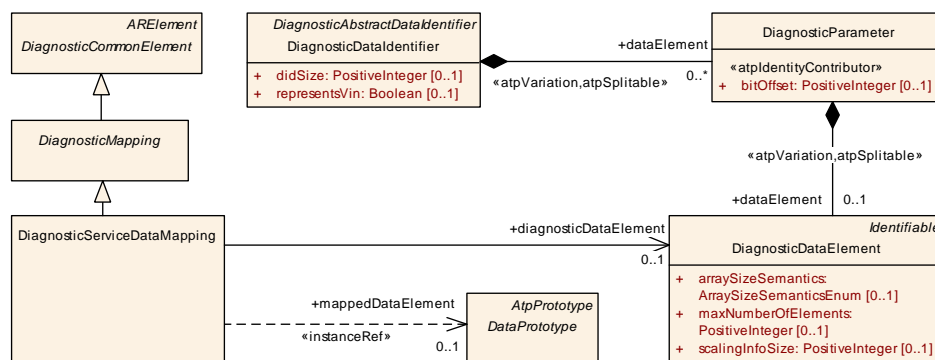 ARElement
DiagnosticCommonElement
DiagnosticAbstractDataIdentifier
DiagnosticDataIdentifier
+ didSize: PositiveInteger [0..1]
+ representsVin: Boolean [0..1]
+dataElement
0..*
«atpVariation,atpSplitable»
DiagnosticParameter
«atpIdentityContributor»
+ bitOffset: PositiveInteger [0..1]
DiagnosticMapping
«atpVariation,atpSplitable»
+dataElement
0..1
DiagnosticServiceDataMapping
+diagnosticDataElement
0..1
Identifiable
DiagnosticDataElement
+ arraySizeSemantics:
ArraySizeSemanticsEnum [0..1]
+ maxNumberOfElements:
PositiveInteger [0..1]
+ scalingInfoSize: PositiveInteger [0..1]
+mappedDataElement
«instanceRef»
0..1
AtpPrototype
DataPrototype